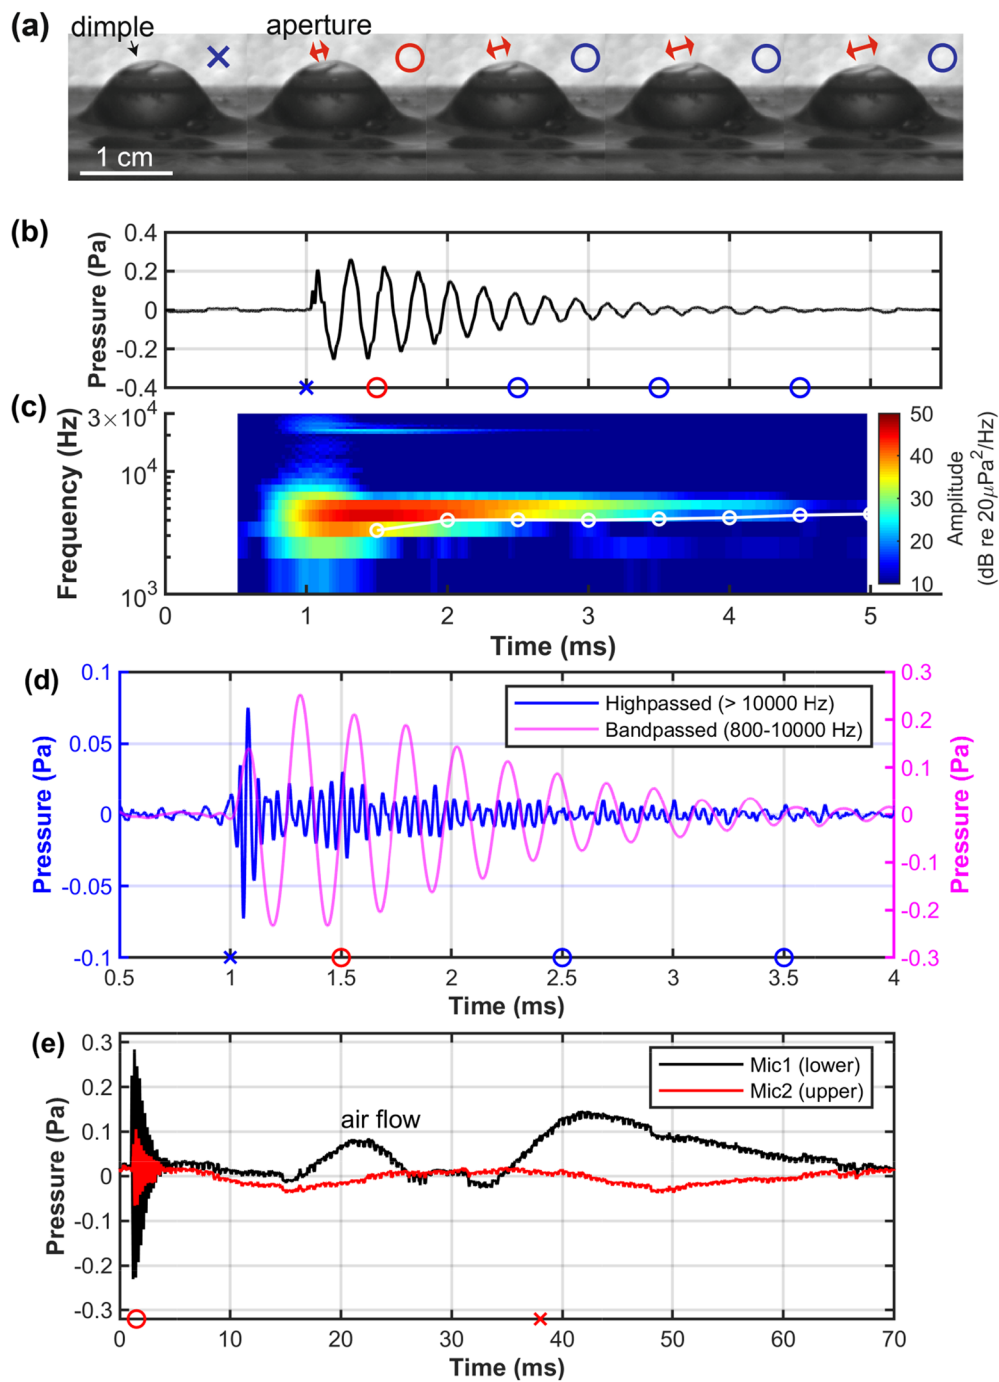 (a)
dimple
aperture
1 cm
(b)
Pressure (Pa)
0.4
0.2
0
-0.2
-0.4
(c)
Frequency (Hz)
3×10⁴
10⁴
10³
0 1 2 3 4 5
Time (ms)
50
40
30
20
10
Amplitude
(dB re 20μPa²/Hz)
(d)
Pressure (Pa)
0.1
0.05
0
-0.05
-0.1
Highpassed (> 10000 Hz)
Bandpassed (800-10000 Hz)
0.3
0.2
0.1
0
-0.1
-0.2
-0.3
Pressure (Pa)
0.5 1 1.5 2 2.5 3 3.5 4
Time (ms)
(e)
Pressure (Pa)
0.3
0.2
0.1
0
-0.1
-0.2
-0.3
air flow
Mic1 (lower)
Mic2 (upper)
0 10 20 30 40 50 60 70
Time (ms)